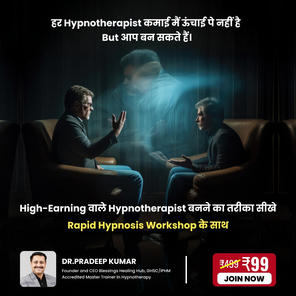 हर Hypnotherapist कमाई में ऊंचाई पे नहीं है
But आप बन सकते हैं।
High-Earning वाले Hypnotherapist बनने का तरीका सीखे
Rapid Hypnosis Workshop के साथ
DR.PRADEEP KUMAR
Founder and CEO Blessings Healing Hub, DHSC/IPHM
Accredited Master Trainer in Hypnotherapy
₹499 ₹99
JOIN NOW